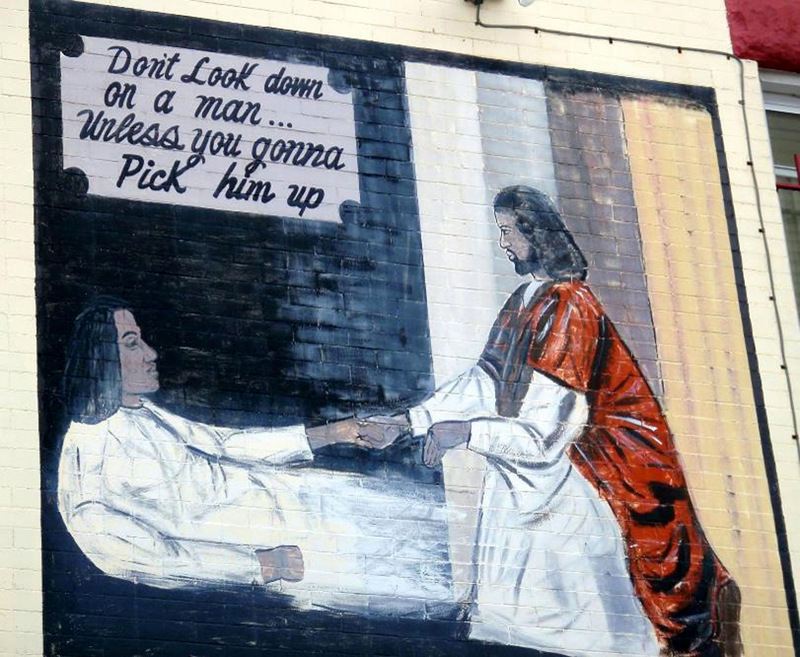 Don't Look down
on a man...
Unless you gonna
Pick him up